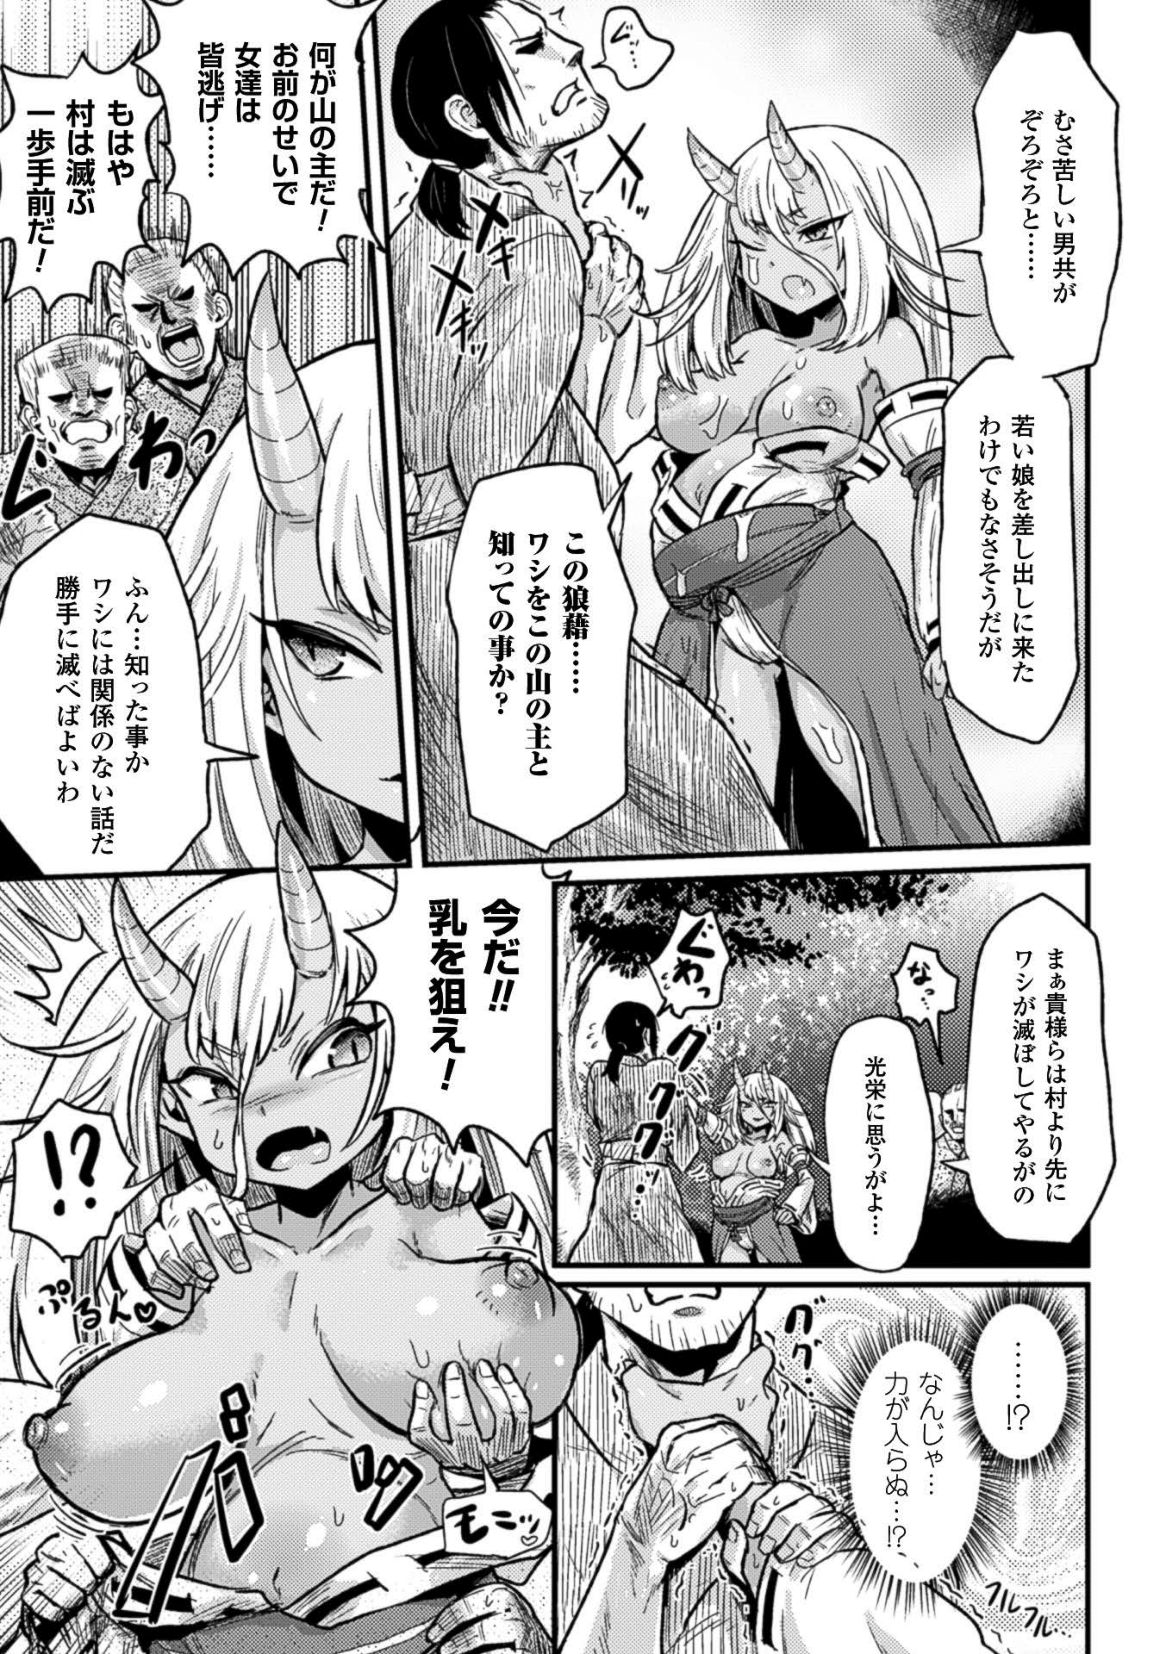 むさ苦しい男共が
ぞろぞろと……
若い娘を差し出しに来た
わけでもなさそうだが
ぐ…
メキ
メキ
この狼藉……
ワシをこの山の主と
知っての事か？
何が山の主だ！
お前のせいで
女達は
皆逃げ……
もはや
村は滅ぶ
一歩手前だ！
わっ
ぐ
ふん…知った事か
ワシには関係のない話だ
勝手に滅べばよいわ
まぁ貴様らは村より先に
ワシが滅ぼしてやるがの
なっ…
光栄に思うがよ…
ぐわっ
ググ
ググ
……!?
なんじゃ…
力が入らぬ…!?
グググ…
フルフル…
今だ!!
乳を狙え！
!?
ぷるんっ♡
モニッ